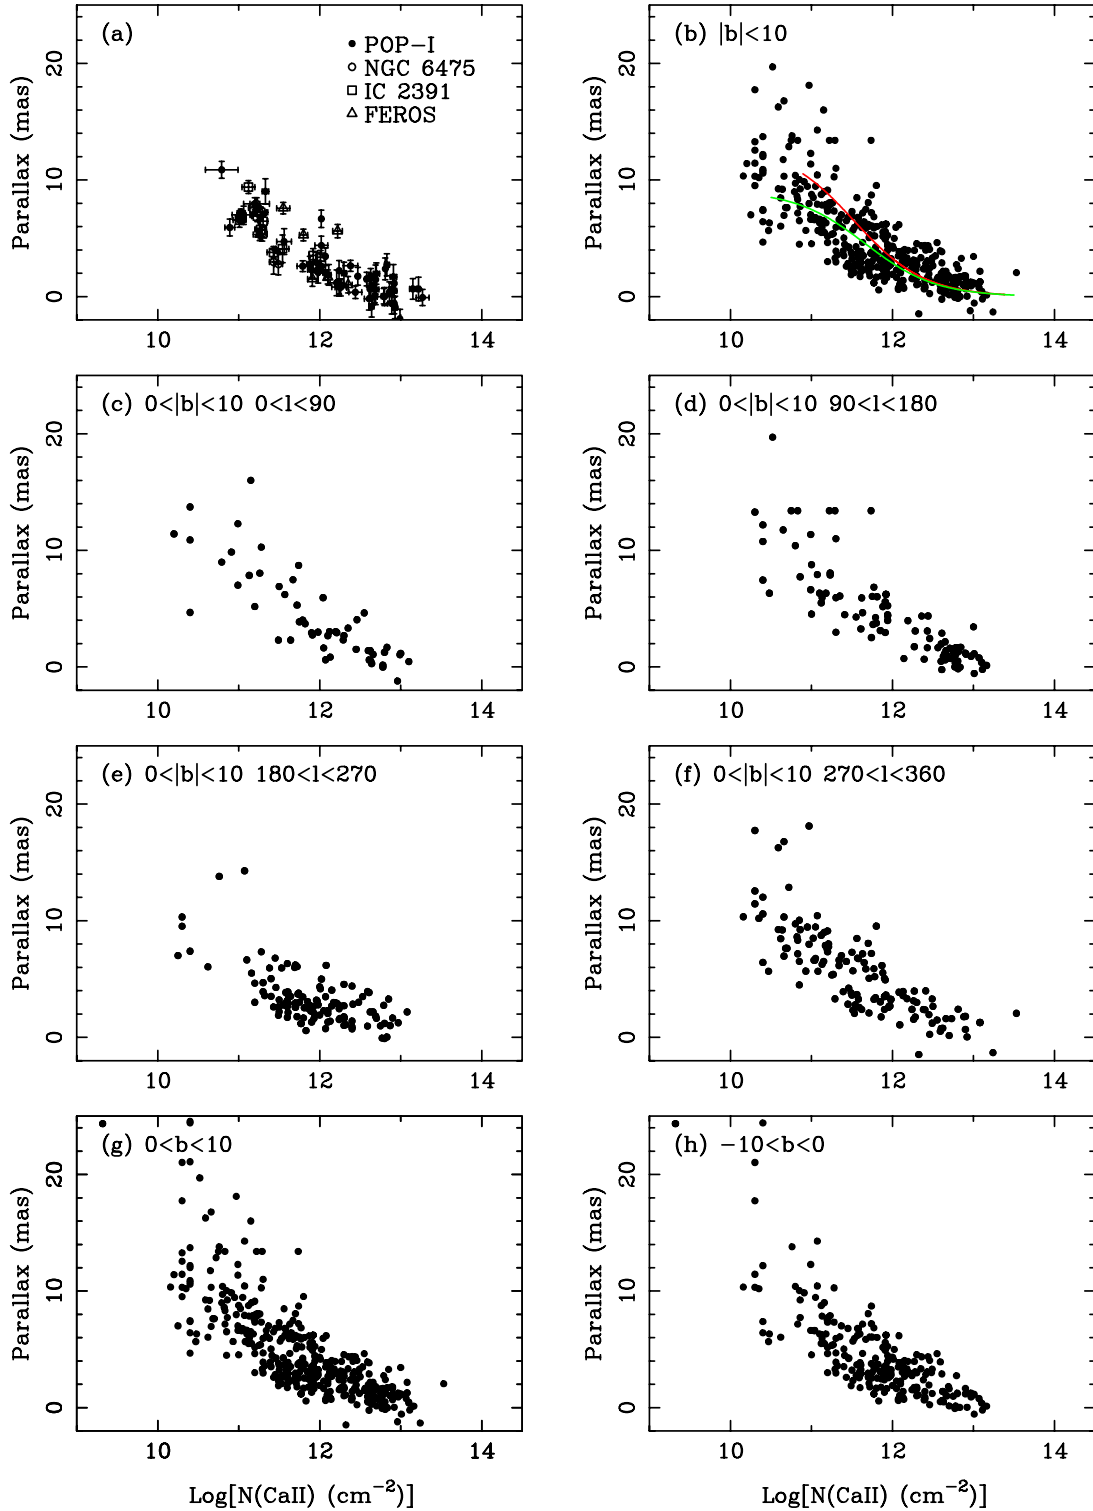 (a)
POP-I
NGC 6475
IC 2391
FEROS
Parallax (mas)
0
10
20
10
12
14
(b) |b|<10
Parallax (mas)
0
10
20
10
12
14
(c) 0<|b|<10 0<l<90
Parallax (mas)
0
10
20
10
12
14
(d) 0<|b|<10 90<l<180
Parallax (mas)
0
10
20
10
12
14
(e) 0<|b|<10 180<l<270
Parallax (mas)
0
10
20
10
12
14
(f) 0<|b|<10 270<l<360
Parallax (mas)
0
10
20
10
12
14
(g) 0<b<10
Parallax (mas)
0
10
20
10
12
14
Log[N(CaII) (cm⁻²)]
(h) −10<b<0
Parallax (mas)
0
10
20
10
12
14
Log[N(CaII) (cm⁻²)]